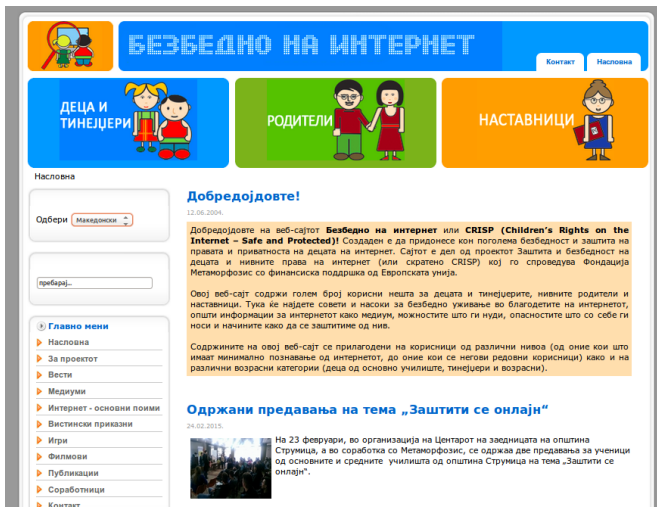 БЕЗБЕДНО НА ИНТЕРНЕТ
Контакт
Насловна
ДЕЦА И
ТИНЕЈЏЕРИ
РОДИТЕЛИ
НАСТАВНИЦИ
Насловна
Одбери
Македонски
пребарај...
Главно мени
Насловна
За проектот
Вести
Медиуми
Интернет - основни поими
Вистински приказни
Игри
Филмови
Публикации
Соработници
Контакт
Добредојдовте!
12.06.2004.
Добредојдовте на веб-сајтот Безбедно на интернет или CRISP (Children's Rights on the
Internet – Safe and Protected)! Создаден е да придонесе кон поголема безбедност и заштита на
правата и приватноста на децата на интернет. Сајтот е дел од проектот Заштита и безбедност на
децата и нивните права на интернет (или скратено CRISP) кој го спроведува Фондација
Метаморфозис со финансиска поддршка од Европската унија.
Овој веб-сајт содржи голем број корисни нешта за децата и тинејџерите, нивните родители и
наставници. Тука ќе најдете совети и насоки за безбедно уживање во благодетите на интернетот,
општи информации за интернетот како медиум, можностите што ги нуди, опасностите што со себе ги
носи и начините како да се заштитиме од нив.
Содржините на овој веб-сајт се прилагодени на корисници од различни нивоа (од оние кои што
имаат минимално познавање од интернетот, до оние кои се негови редовни корисници) како и на
различни возрасни категории (деца од основно училиште, тинејџери и возрасни).
Одржани предавања на тема „Заштити се онлајн“
24.02.2015.
На 23 февруари, во организација на Центарот на заедницата на општина
Струмица, а во соработка со Метаморфозис, се одржаа две предавања за ученици
од основните и средните училишта од општина Струмица на тема „Заштити се
онлајн“.